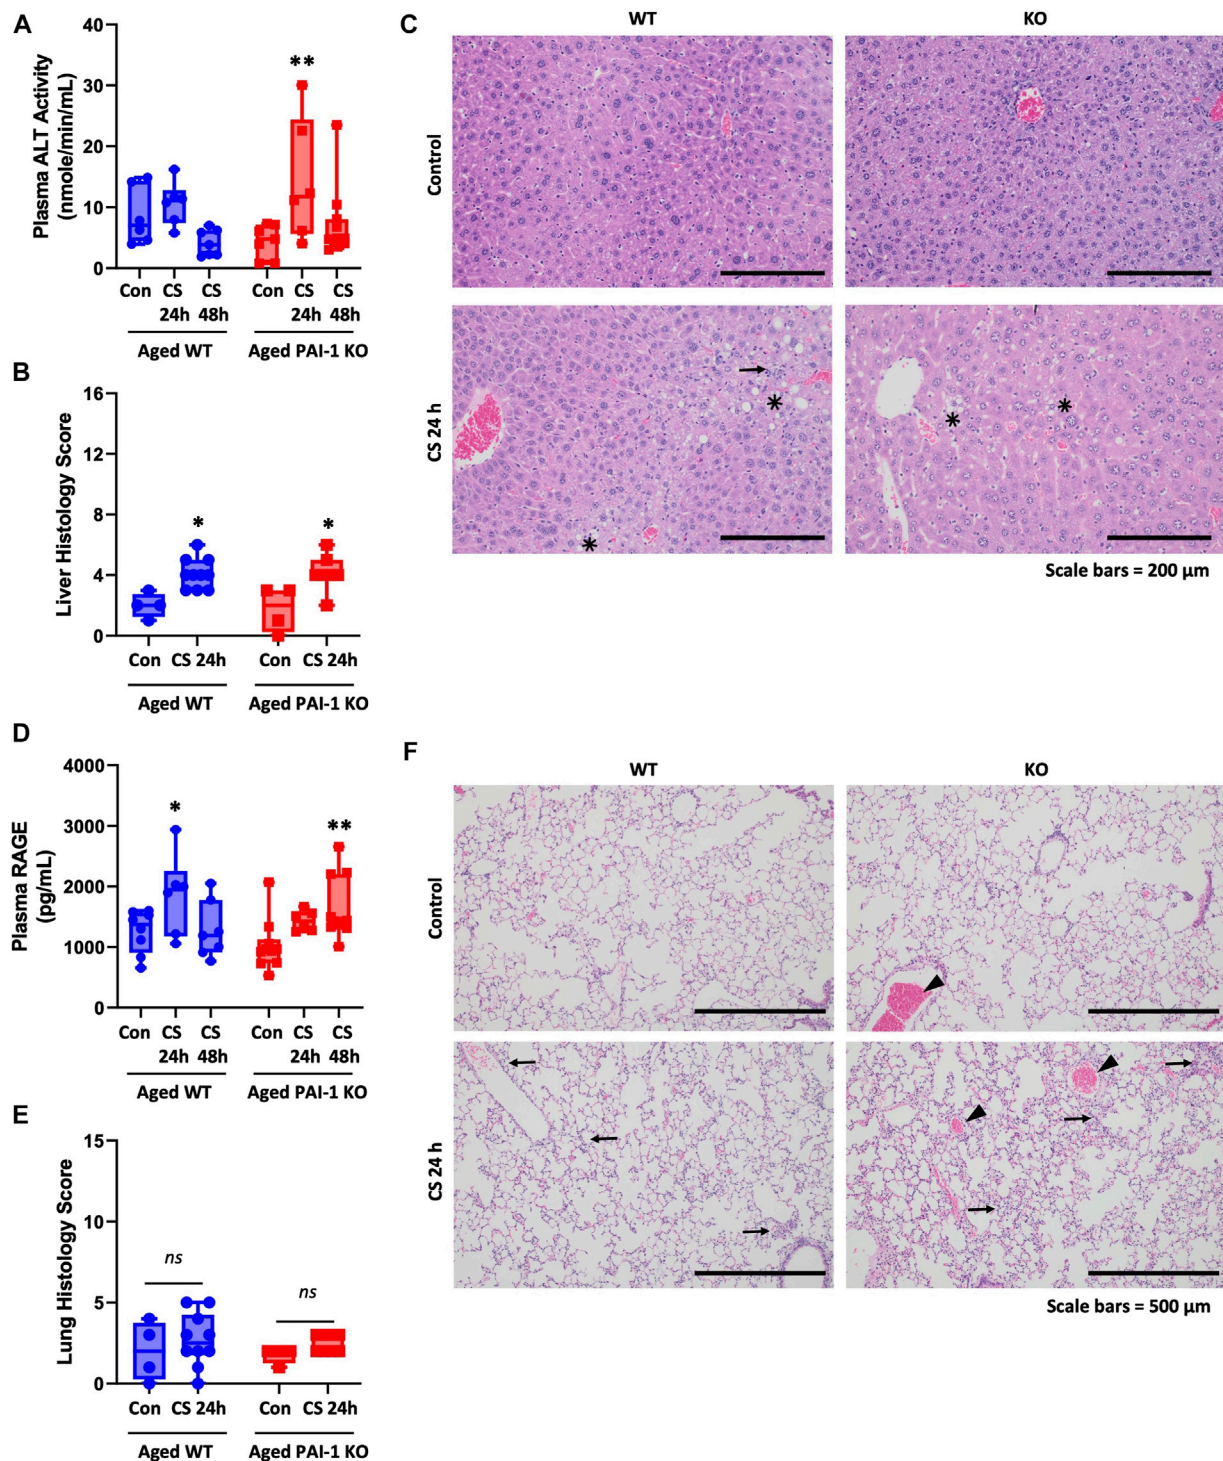 A
Plasma ALT Activity
(nmole/min/mL)
40
30
20
10
0
**
Con
CS
24h
CS
48h
Con
CS
24h
CS
48h
Aged WT
Aged PAI-1 KO
B
Liver Histology Score
16
12
8
4
0
*
*
Con
CS 24h
Con
CS 24h
Aged WT
Aged PAI-1 KO
C
WT
KO
Control
CS 24 h
*
*
*
*
Scale bars = 200 µm
D
Plasma RAGE
(pg/mL)
4000
3000
2000
1000
0
*
**
Con
CS
24h
CS
48h
Con
CS
24h
CS
48h
Aged WT
Aged PAI-1 KO
E
Lung Histology Score
15
10
5
0
ns
ns
Con
CS 24h
Con
CS 24h
Aged WT
Aged PAI-1 KO
F
WT
KO
Control
CS 24 h
Scale bars = 500 µm